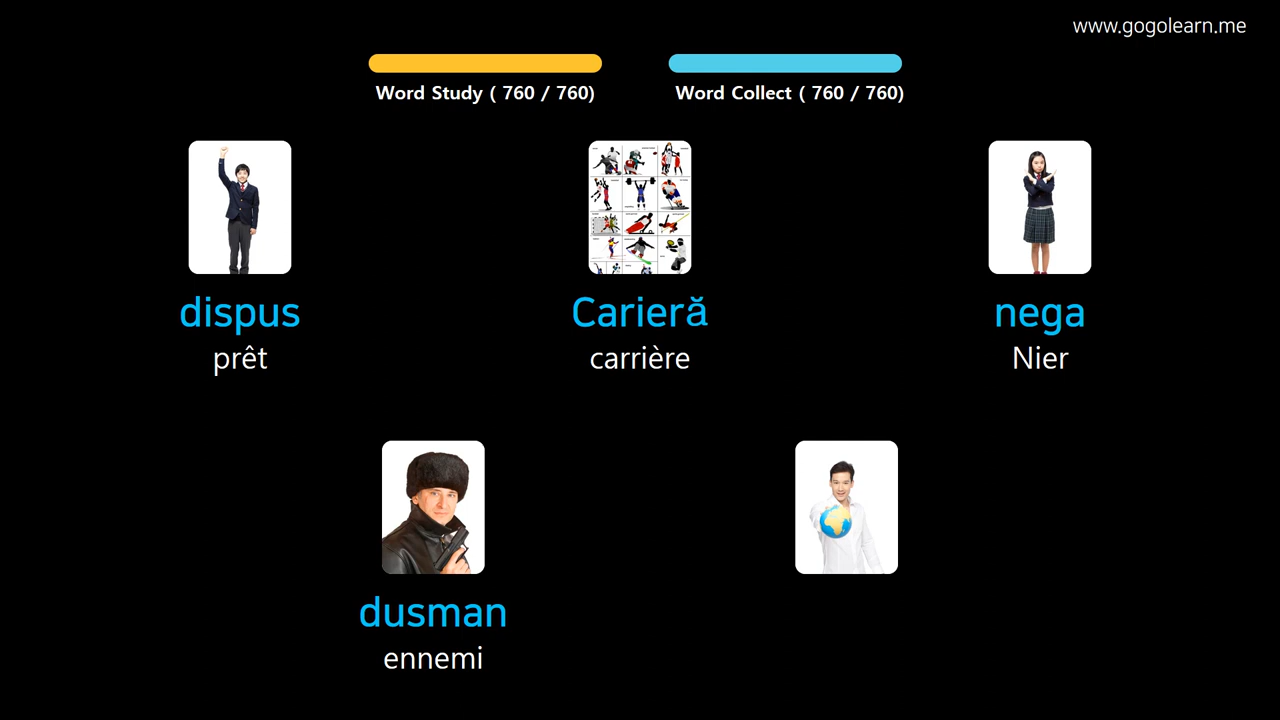 www.gogolearn.me
Word Study ( 760 / 760)
Word Collect ( 760 / 760)
dispus
prêt
Carieră
carrière
nega
Nier
dusman
ennemi